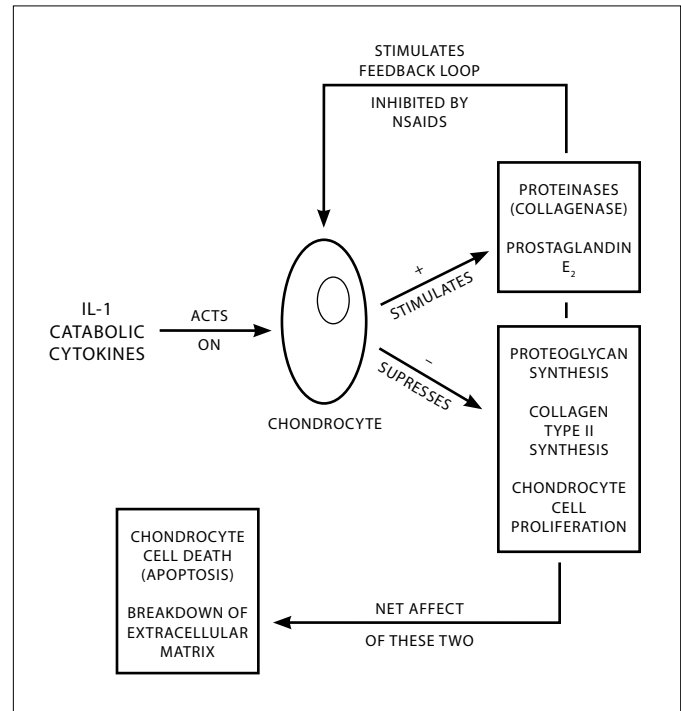 STIMULATES
FEEDBACK LOOP
INHIBITED BY
NSAIDS
PROTEINASES
(COLLAGENASE)
PROSTAGLANDIN
E₂
+
STIMULATES
IL-1
CATABOLIC
CYTOKINES
ACTS
ON
CHONDROCYTE
–
SUPRESSES
PROTEOGLYCAN
SYNTHESIS
COLLAGEN
TYPE II
SYNTHESIS
CHONDROCYTE
CELL
PROLIFERATION
CHONDROCYTE
CELL DEATH
(APOPTOSIS)
BREAKDOWN OF
EXTRACELLULAR
MATRIX
NET AFFECT
OF THESE TWO